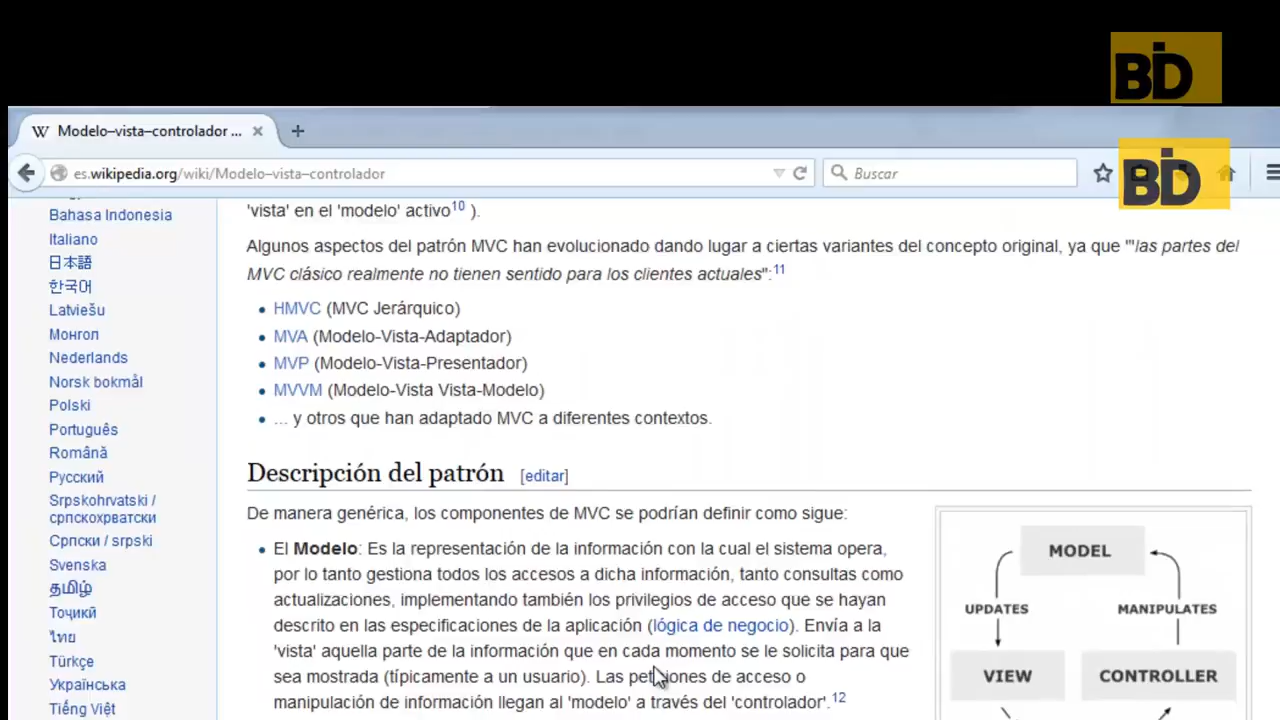 BID
Modelo–vista–controlador ...
es.wikipedia.org/wiki/Modelo–vista–controlador
Buscar
BID
Bahasa Indonesia
Italiano
日本語
한국어
Latviešu
Монгол
Nederlands
Norsk bokmål
Polski
Português
Română
Русский
Srpskohrvatski /
српскохрватски
Српски / srpski
Svenska
தமிழ்
Тоҷикӣ
ไทย
Türkçe
Українська
Tiếng Việt
'vista' en el 'modelo' activo10 ).
Algunos aspectos del patrón MVC han evolucionado dando lugar a ciertas variantes del concepto original, ya que '"las partes del
MVC clásico realmente no tienen sentido para los clientes actuales":11
HMVC (MVC Jerárquico)
MVA (Modelo-Vista-Adaptador)
MVP (Modelo-Vista-Presentador)
MVVM (Modelo-Vista Vista-Modelo)
... y otros que han adaptado MVC a diferentes contextos.
Descripción del patrón [editar]
De manera genérica, los componentes de MVC se podrían definir como sigue:
El Modelo: Es la representación de la información con la cual el sistema opera,
por lo tanto gestiona todos los accesos a dicha información, tanto consultas como
actualizaciones, implementando también los privilegios de acceso que se hayan
descrito en las especificaciones de la aplicación (lógica de negocio). Envía a la
'vista' aquella parte de la información que en cada momento se le solicita para que
sea mostrada (típicamente a un usuario). Las peticiones de acceso o
manipulación de información llegan al 'modelo' a través del 'controlador'.12
MODEL
UPDATES MANIPULATES
VIEW CONTROLLER